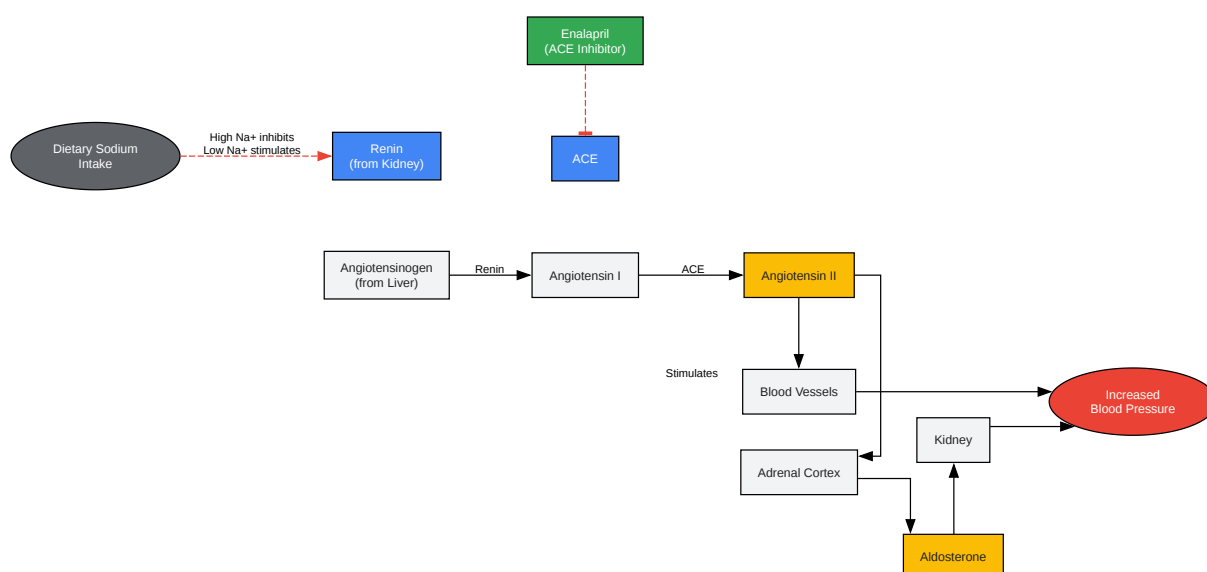 Enalapril
(ACE Inhibitor)
Dietary Sodium
Intake
High Na+ inhibits
Low Na+ stimulates
Renin
(from Kidney)
ACE
Angiotensinogen
(from Liver)
Renin
Angiotensin I
ACE
Angiotensin II
Stimulates
Blood Vessels
Increased
Blood Pressure
Kidney
Adrenal Cortex
Aldosterone